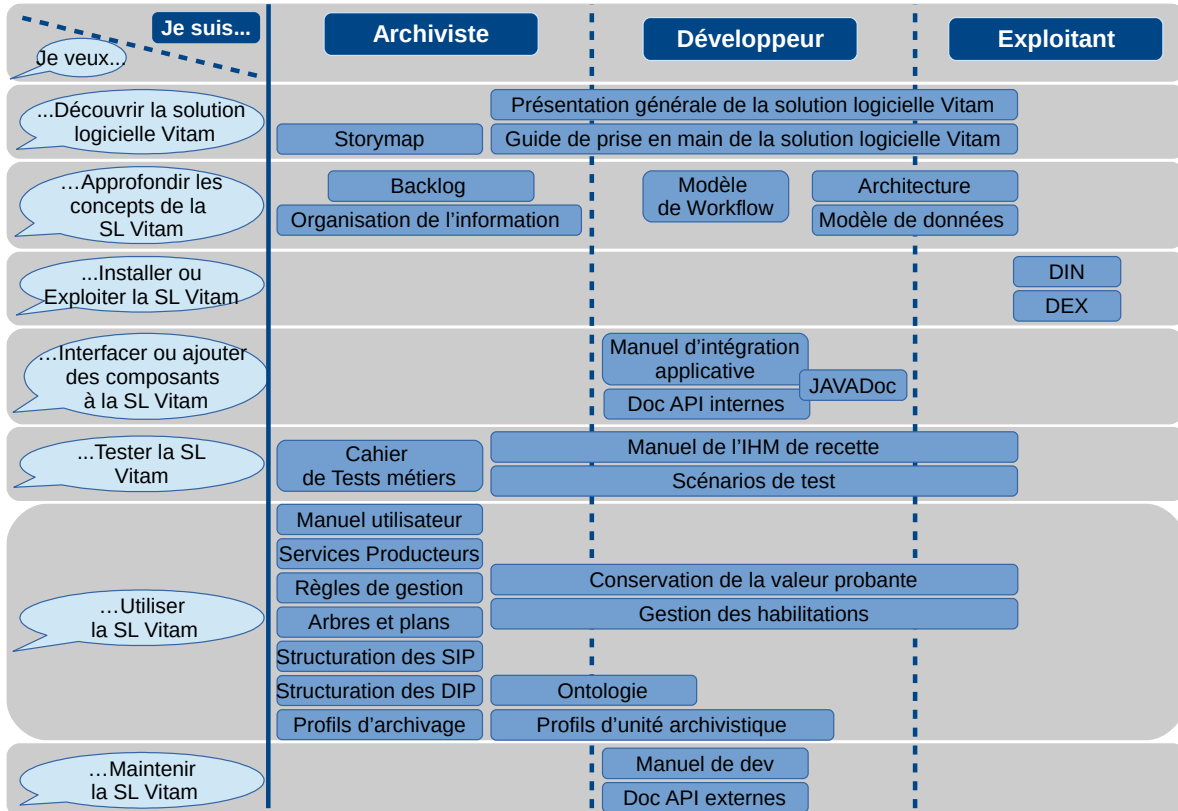 Je suis...
Archiviste
Développeur
Exploitant
Je veux...
...Découvrir la solution
logicielle Vitam
Présentation générale de la solution logicielle Vitam
Storymap
Guide de prise en main de la solution logicielle Vitam
…Approfondir les
concepts de la
SL Vitam
Backlog
Organisation de l’information
Modèle
de Workflow
Architecture
Modèle de données
...Installer ou
Exploiter la SL Vitam
DIN
DEX
…Interfacer ou ajouter
des composants
à la SL Vitam
Manuel d’intégration
applicative
JAVADoc
Doc API internes
...Tester la SL
Vitam
Cahier
de Tests métiers
Manuel de l’IHM de recette
Scénarios de test
…Utiliser
la SL Vitam
Manuel utilisateur
Services Producteurs
Règles de gestion
Arbres et plans
Structuration des SIP
Structuration des DIP
Profils d’archivage
Conservation de la valeur probante
Gestion des habilitations
Ontologie
Profils d’unité archivistique
…Maintenir
la SL Vitam
Manuel de dev
Doc API externes